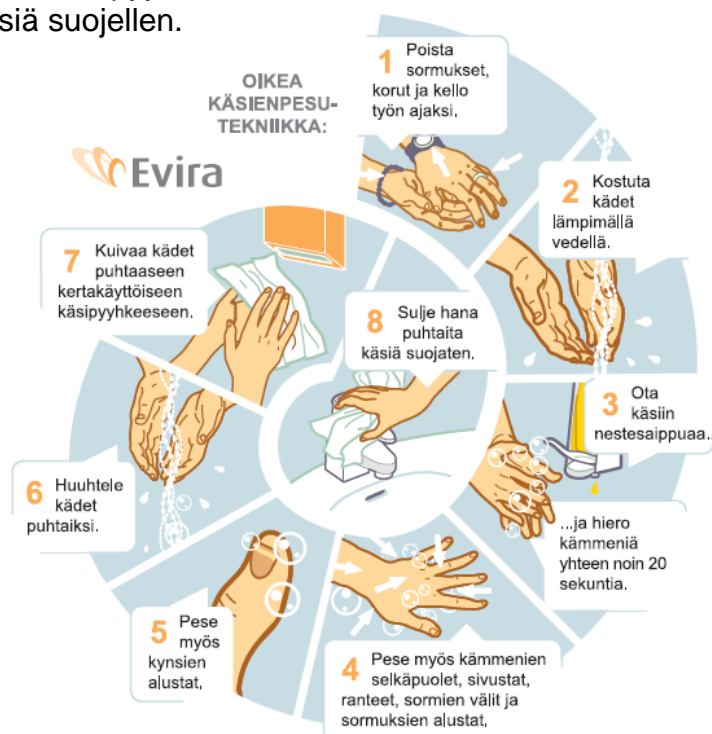 siä suojellen.
OIKEA
KÄSIENPESU-
TEKNIIKKA:
Evira
1 Poista
sormukset,
korut ja kello
työn ajaksi.
2 Kostuta
kädet
lämpimällä
vedellä.
3 Ota
käsiin
nestesaippuaa..
...ja hiero
kämmeniä
yhteen noin 20
sekuntia.
4 Pese myös kämmenien
selkäpuolet, sivustat,
ranteet, sormien välit ja
sormuksien alustat.
5 Pese
myös
kynsien
alustat.
6 Huuhtele
kädet
puhtaiksi.
7 Kuivaa kädet
puhtaaseen
kertakäyttöiseen
käsipyyhkeeseen.
8 Sulje hana
puhtaita
käsiä suojaten.